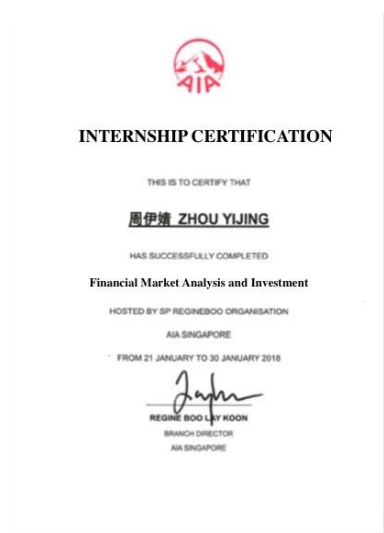 AIA
INTERNSHIP CERTIFICATION
THIS IS TO CERTIFY THAT
周伊婧 ZHOU YIJING
HAS SUCCESSFULLY COMPLETED
Financial Market Analysis and Investment
HOSTED BY SP REGINEBOO ORGANISATION
AIA SINGAPORE
FROM 21 JANUARY TO 30 JANUARY 2018
REGINE BOO LAY KOON
BRANCH DIRECTOR
AIA SINGAPORE